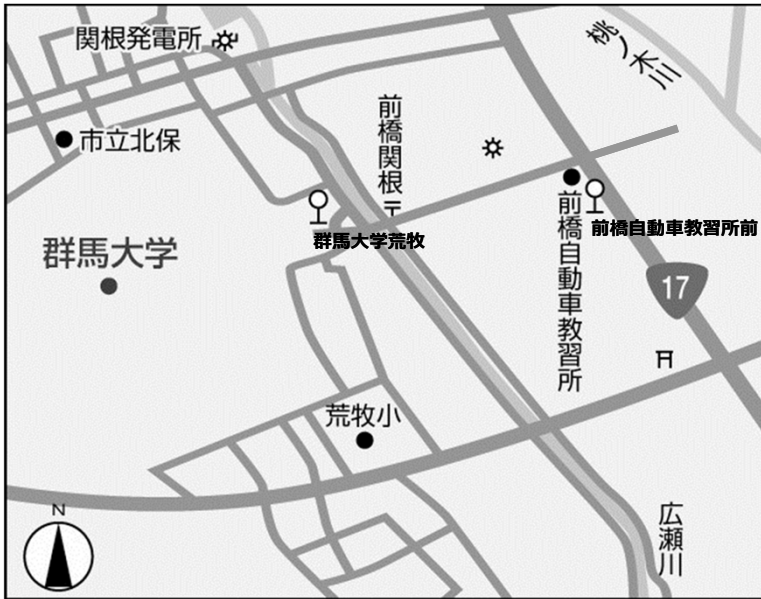 関根発電所
桃ノ木川
市立北保
前橋関根〒
群馬大学荒牧
前橋自動車教習所前
前橋自動車教習所
群馬大学
17
荒牧小
広瀬川
N